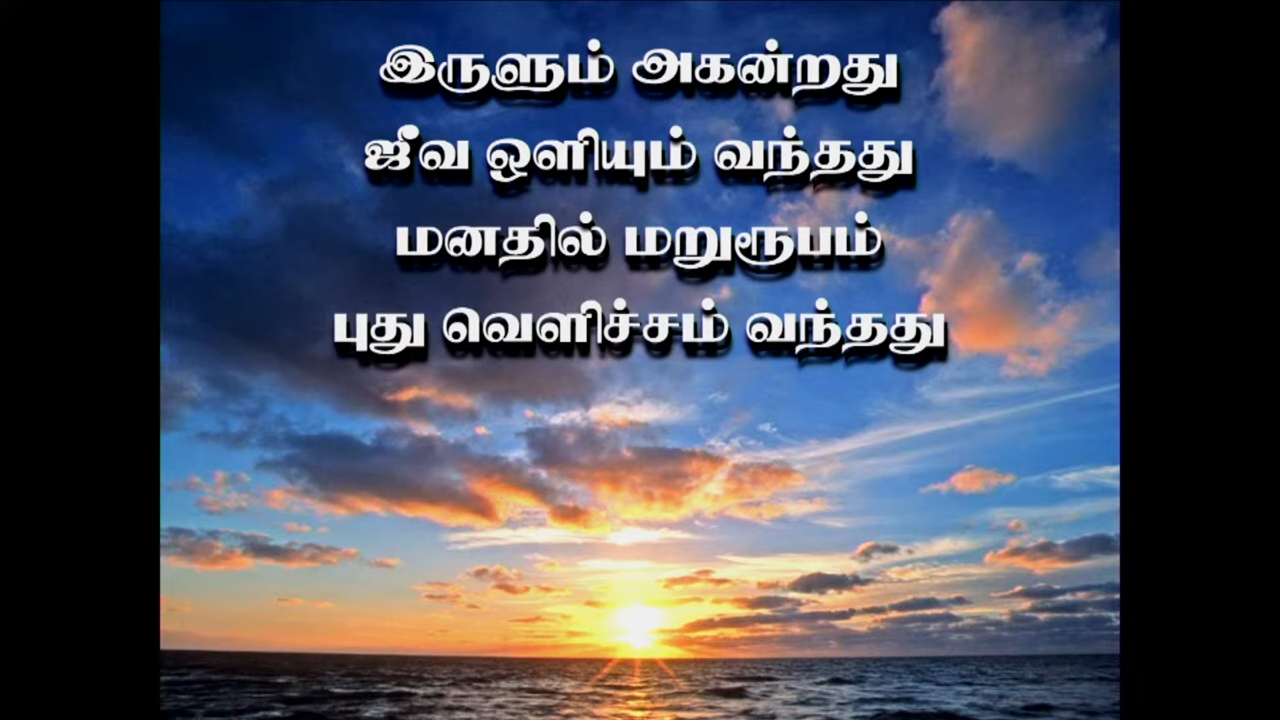 இருளும் அகன்றது
ஜீவ ஒளியும் வந்தது
மனதில் மறுரூபம்
புது வெளிச்சம் வந்தது